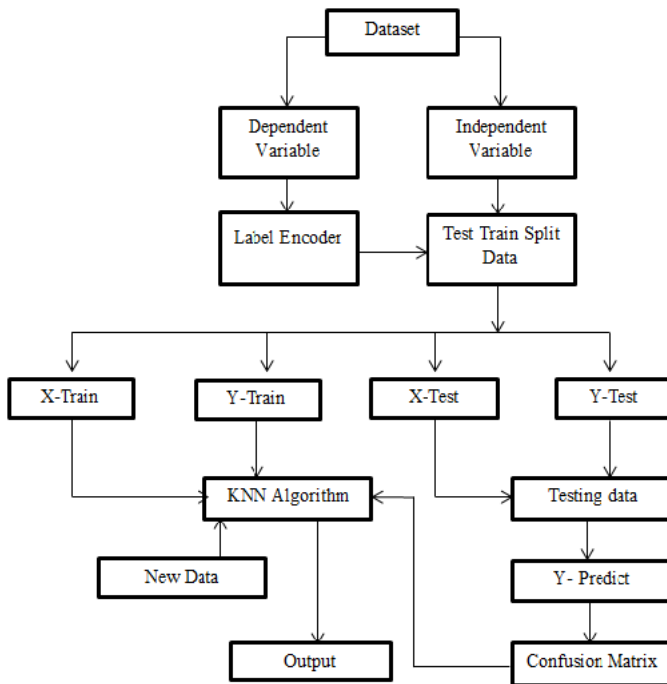 Dataset
Dependent
Variable
Independent
Variable
Label Encoder
Test Train Split
Data
X-Train
Y-Train
X-Test
Y-Test
KNN Algorithm
Testing data
New Data
Y- Predict
Output
Confusion Matrix